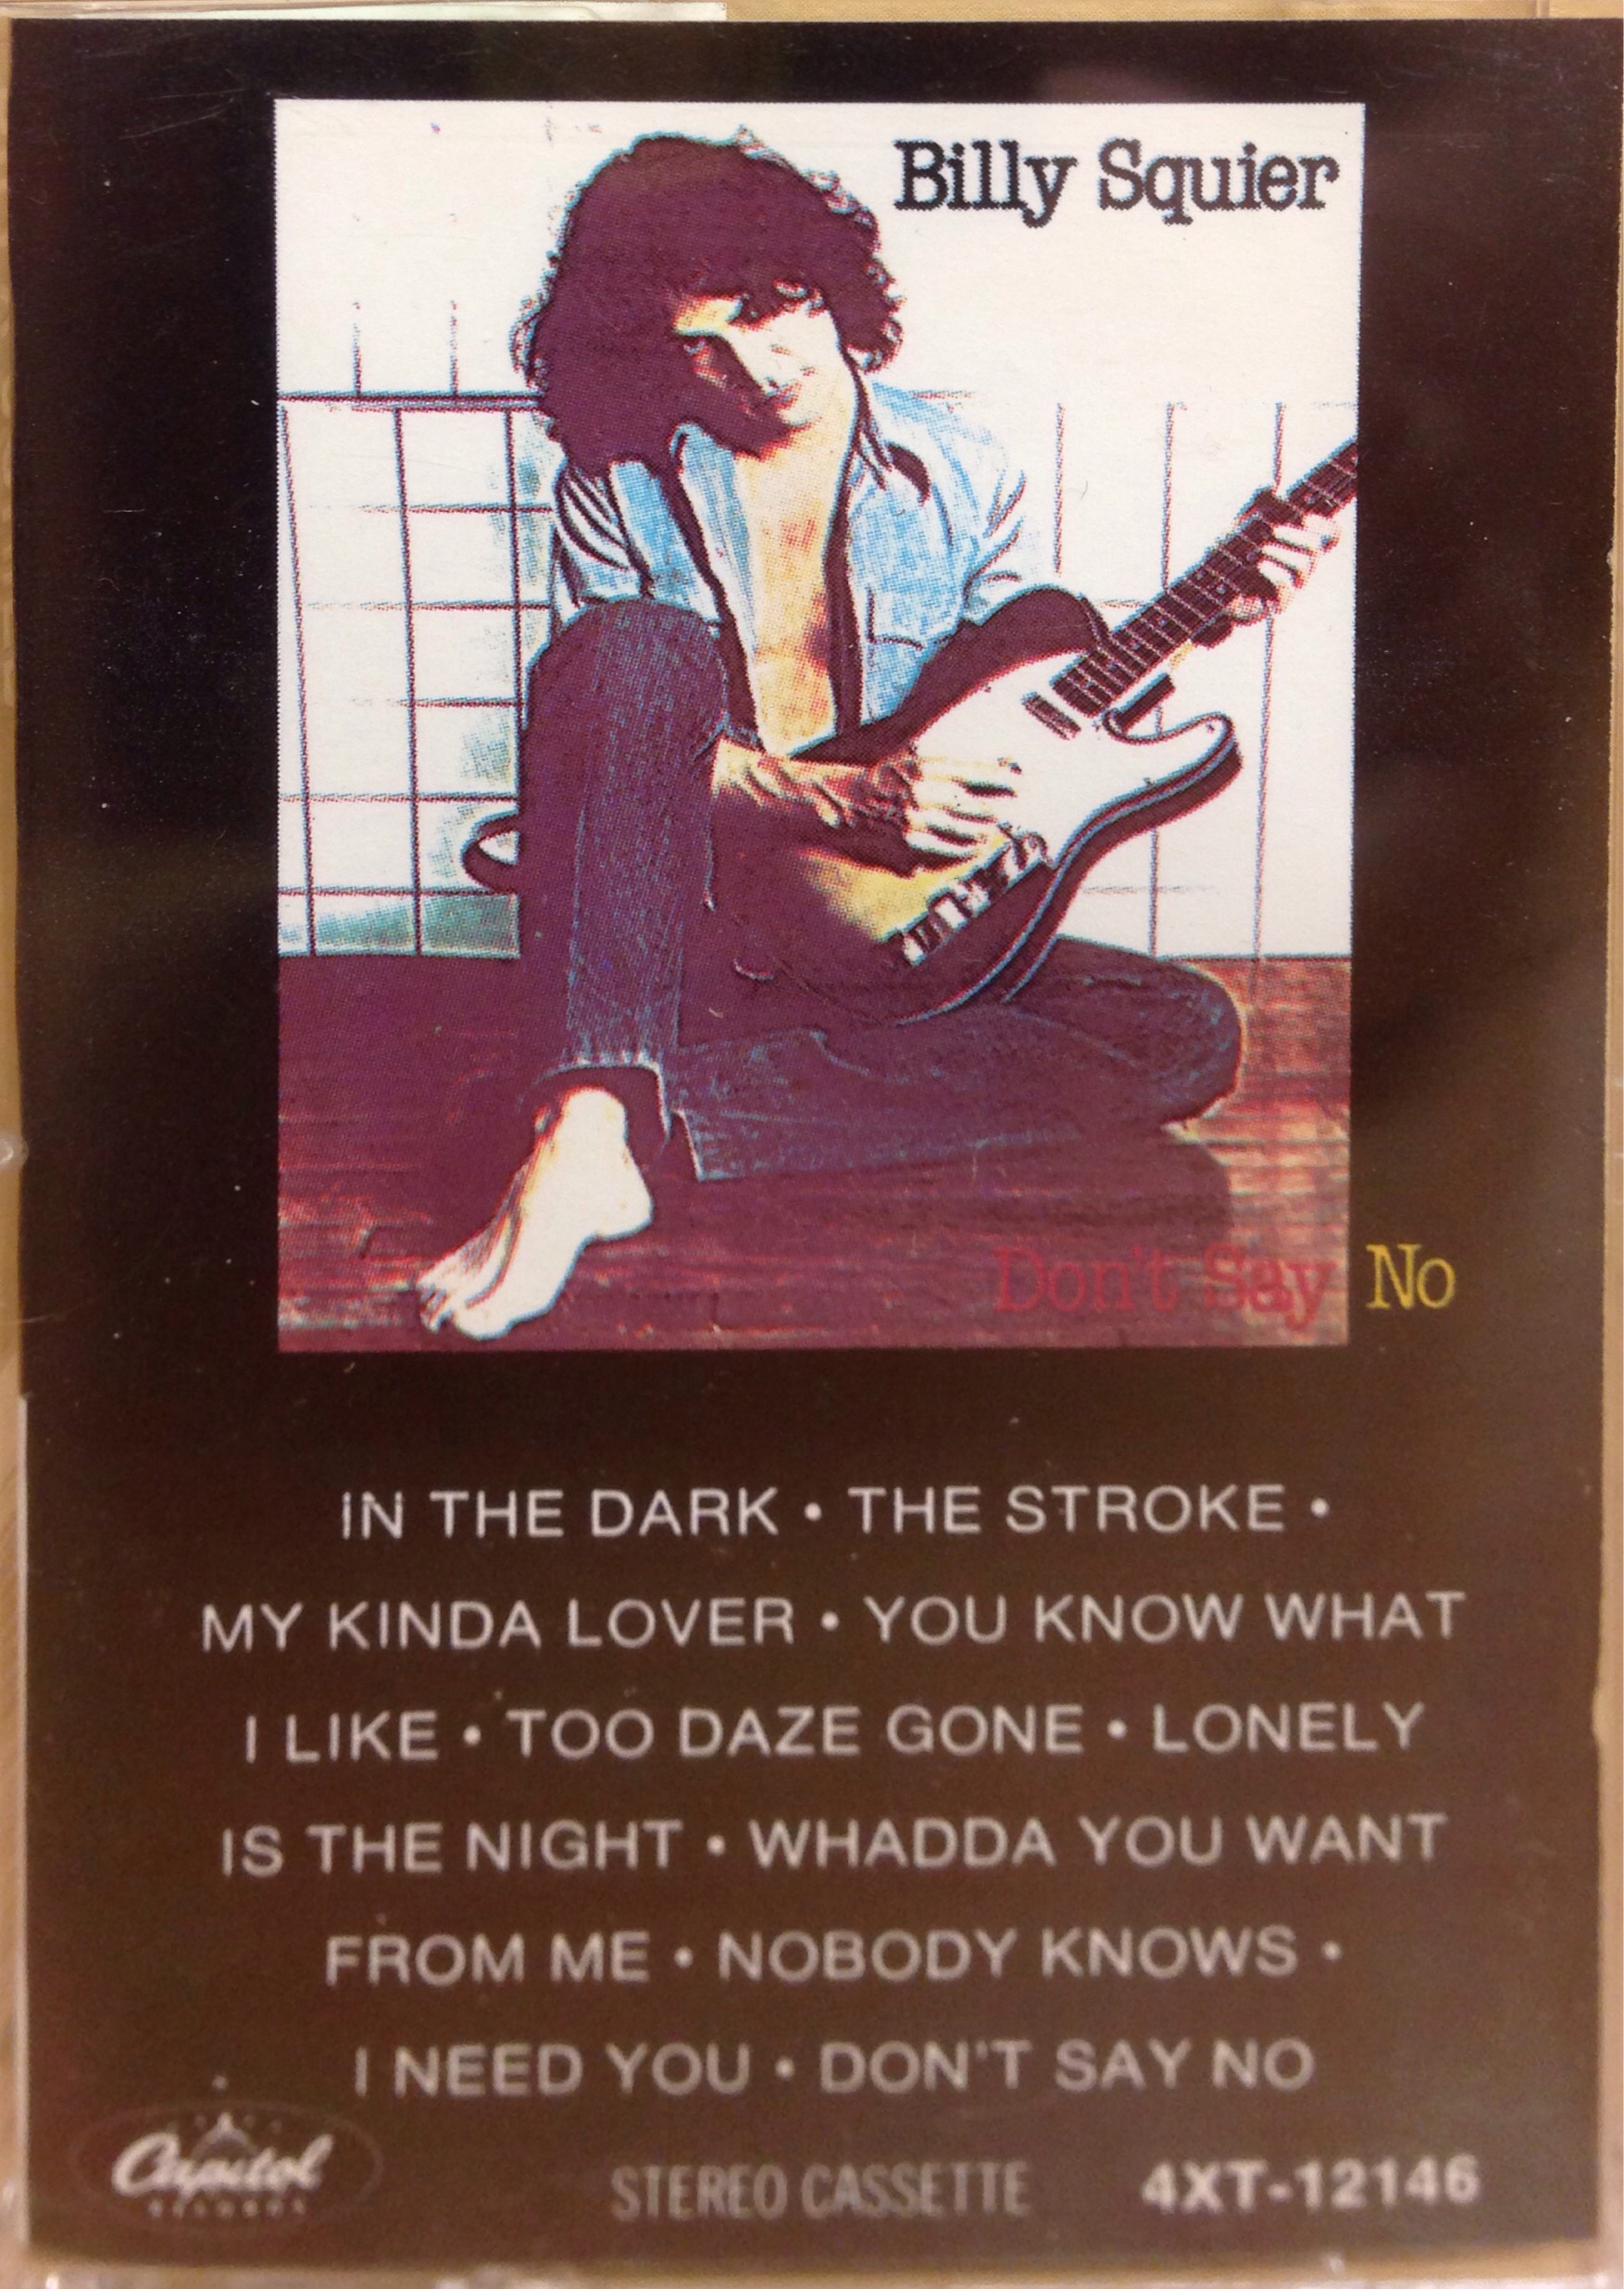 Billy Squier
Don't Say No
IN THE DARK • THE STROKE •
MY KINDA LOVER • YOU KNOW WHAT
I LIKE • TOO DAZE GONE • LONELY
IS THE NIGHT • WHADDA YOU WANT
FROM ME • NOBODY KNOWS •
I NEED YOU • DON'T SAY NO
Capitol
RECORDS
STEREO CASSETTE 4XT-12146